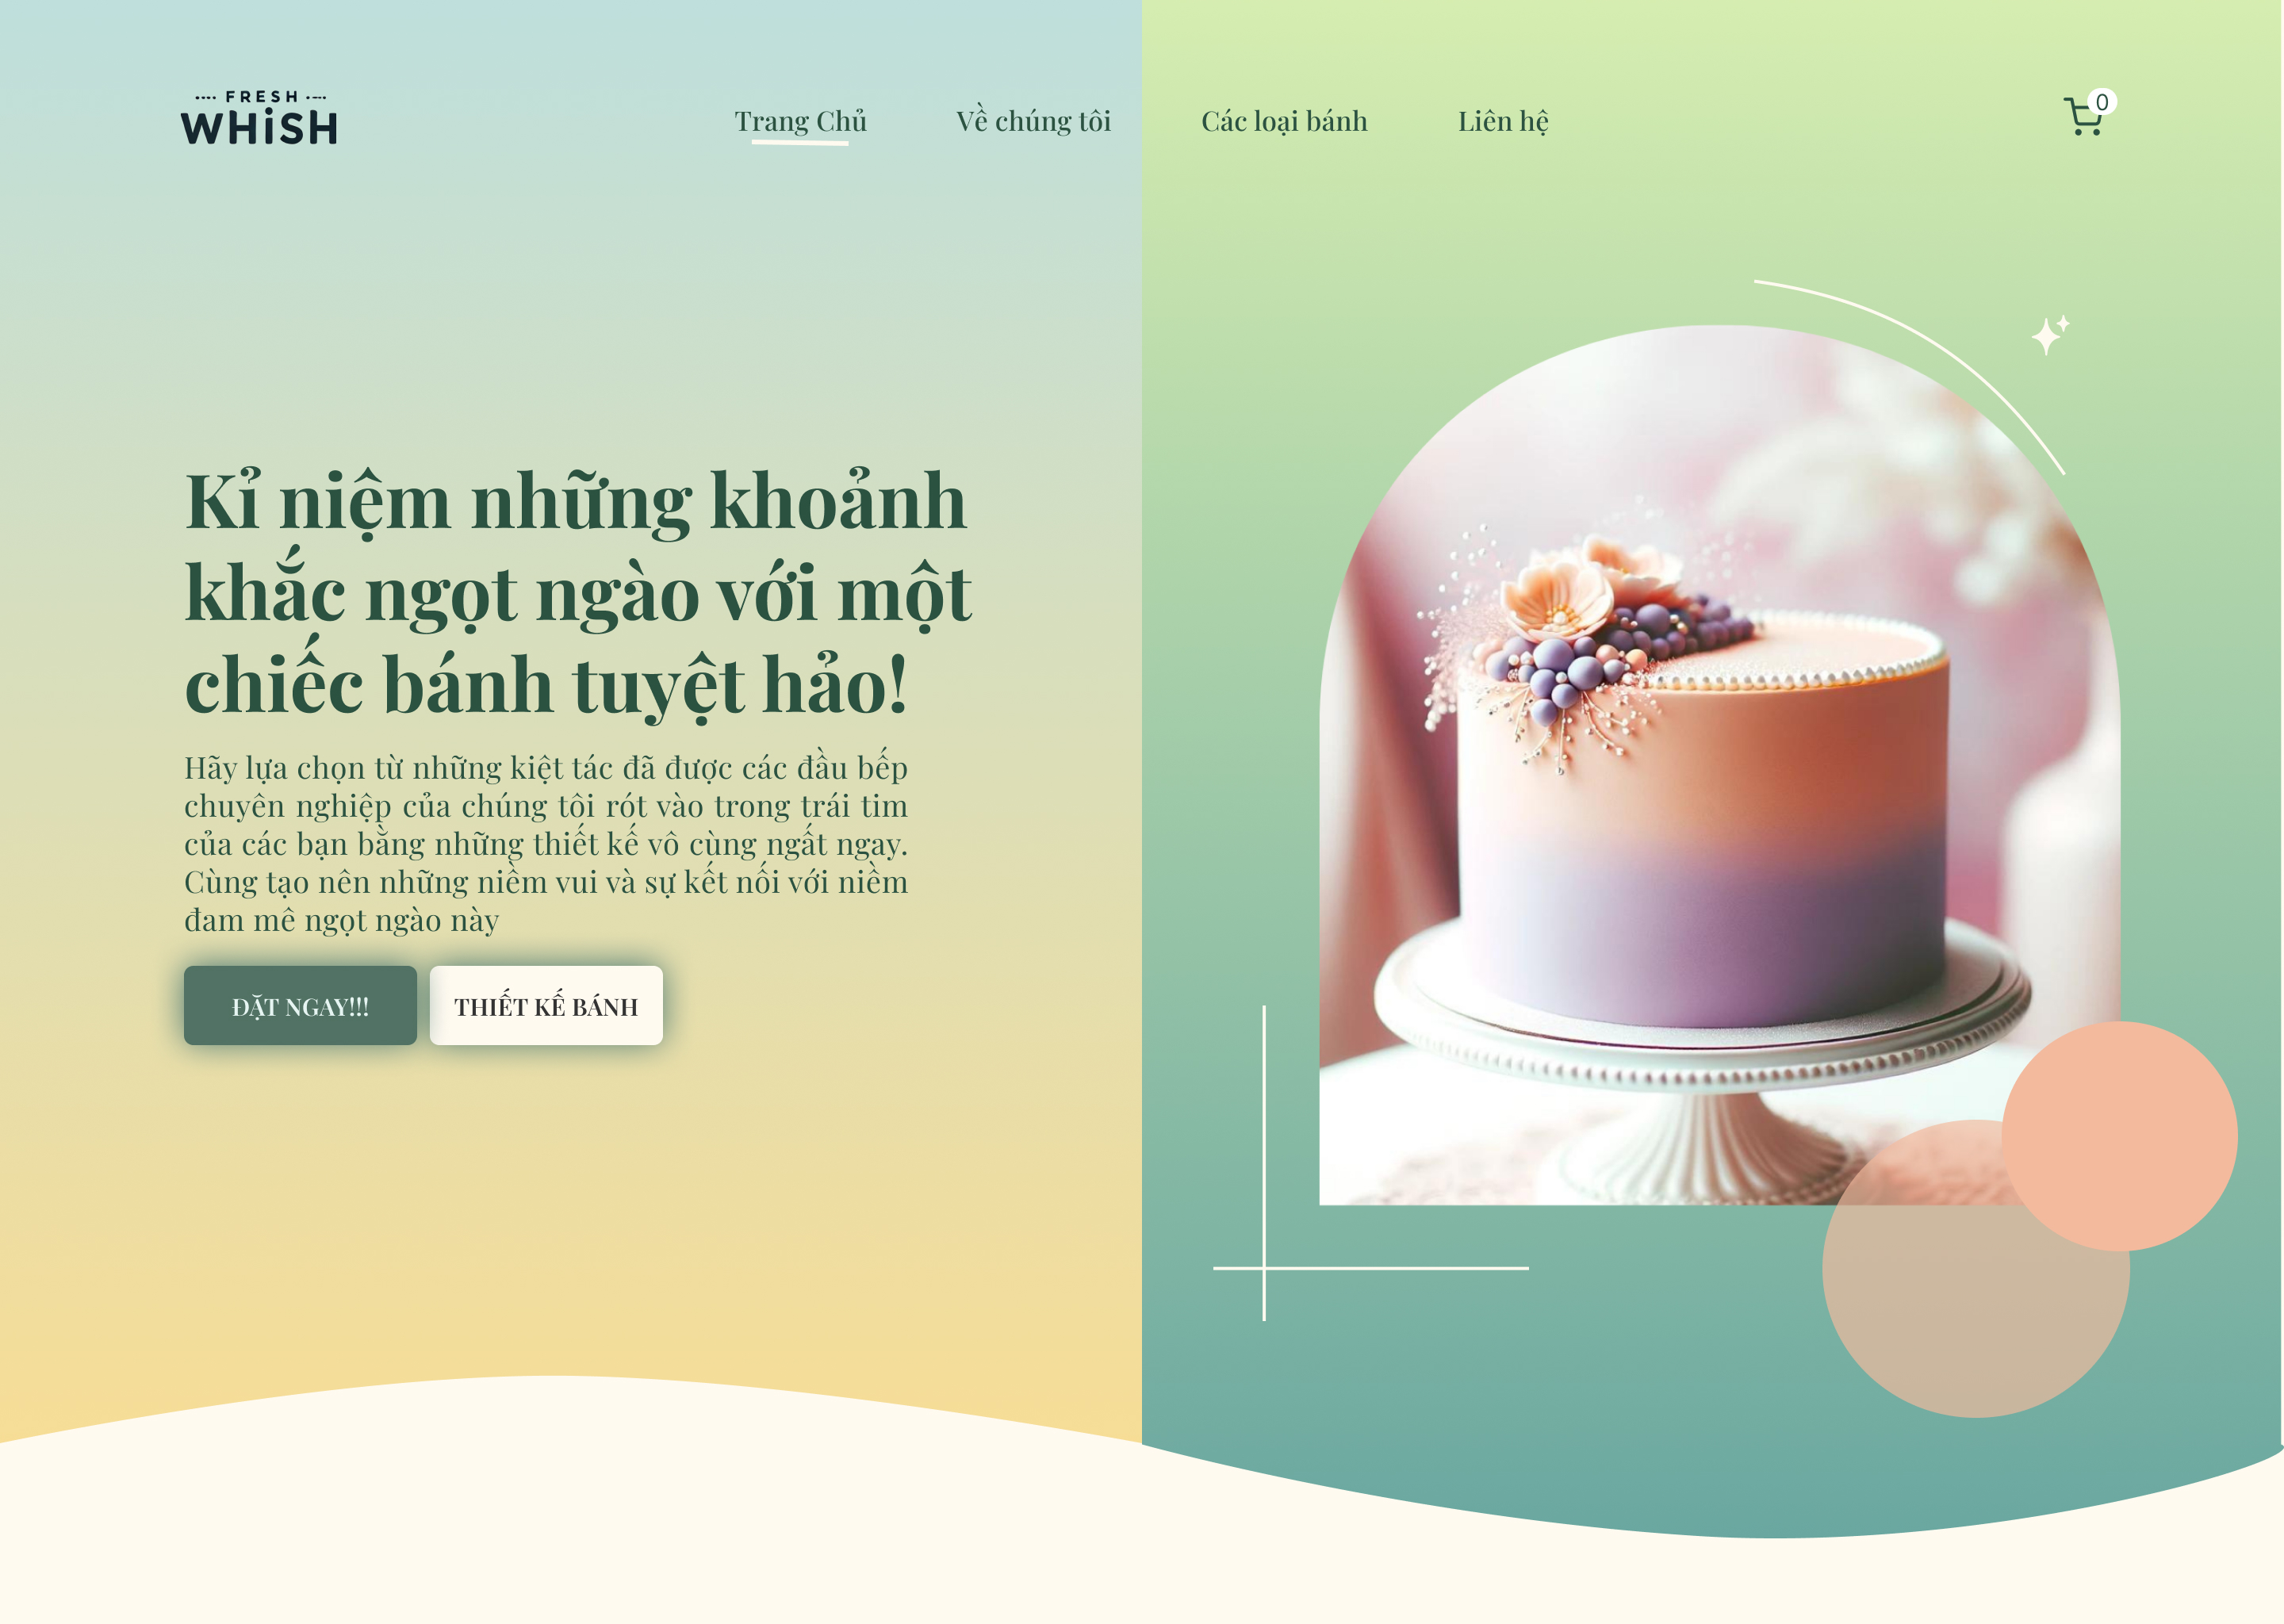 FRESH
WHiSH
Trang Chủ
Về chúng tôi
Các loại bánh
Liên hệ
0
Kỉ niệm những khoảnh
khắc ngọt ngào với một
chiếc bánh tuyệt hảo!
Hãy lựa chọn từ những kiệt tác đã được các đầu bếp
chuyên nghiệp của chúng tôi rót vào trong trái tim
của các bạn bằng những thiết kế vô cùng ngất ngay.
Cùng tạo nên những niềm vui và sự kết nối với niềm
đam mê ngọt ngào này
ĐẶT NGAY!!!
THIẾT KẾ BÁNH